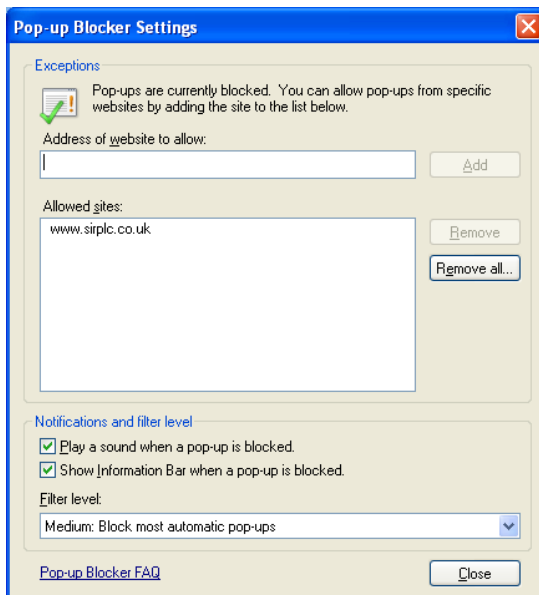 Pop-up Blocker Settings
Exceptions
Pop-ups are currently blocked. You can allow pop-ups from specific
websites by adding the site to the list below.
Address of website to allow:
Add
Allowed sites:
www.sirplc.co.uk
Remove
Remove all...
Notifications and filter level
Play a sound when a pop-up is blocked.
Show Information Bar when a pop-up is blocked.
Filter level:
Medium: Block most automatic pop-ups
Pop-up Blocker FAQ
Close